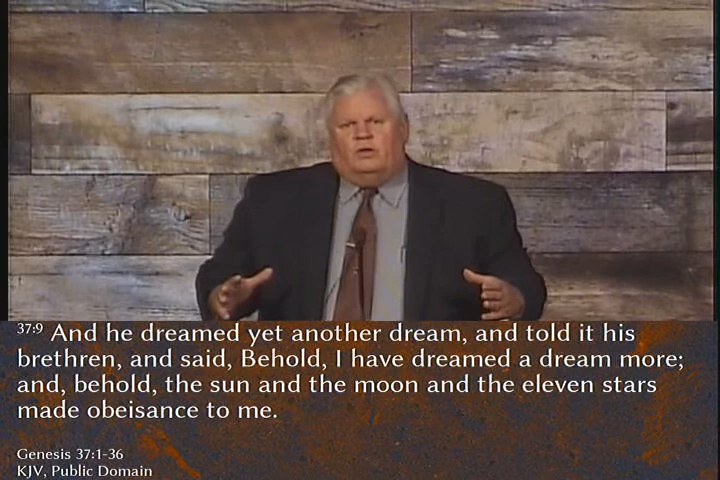 37:9 And he dreamed yet another dream, and told it his
brethren, and said, Behold, I have dreamed a dream more;
and, behold, the sun and the moon and the eleven stars
made obeisance to me.
Genesis 37:1-36
KJV, Public Domain